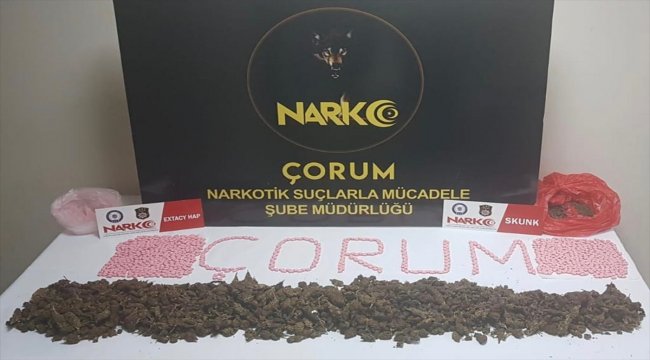 NARKO
ÇORUM
NARKOTİK SUÇLARLA MÜCADELE
ŞUBE MÜDÜRLÜĞÜ
NARKO
EXTACY HAP
NARKO
SKUNK
ÇORUM